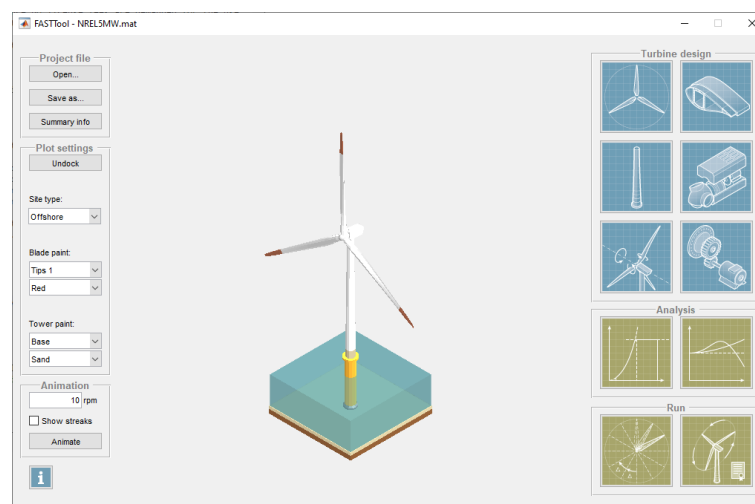 FASTTool - NREL5MW.mat
Project file
Open...
Save as...
Summary info
Plot settings
Undock
Site type:
Offshore
Blade paint:
Tips 1
Red
Tower paint:
Base
Sand
Animation
10 rpm
Show streaks
Animate
i
Turbine design
Analysis
Run